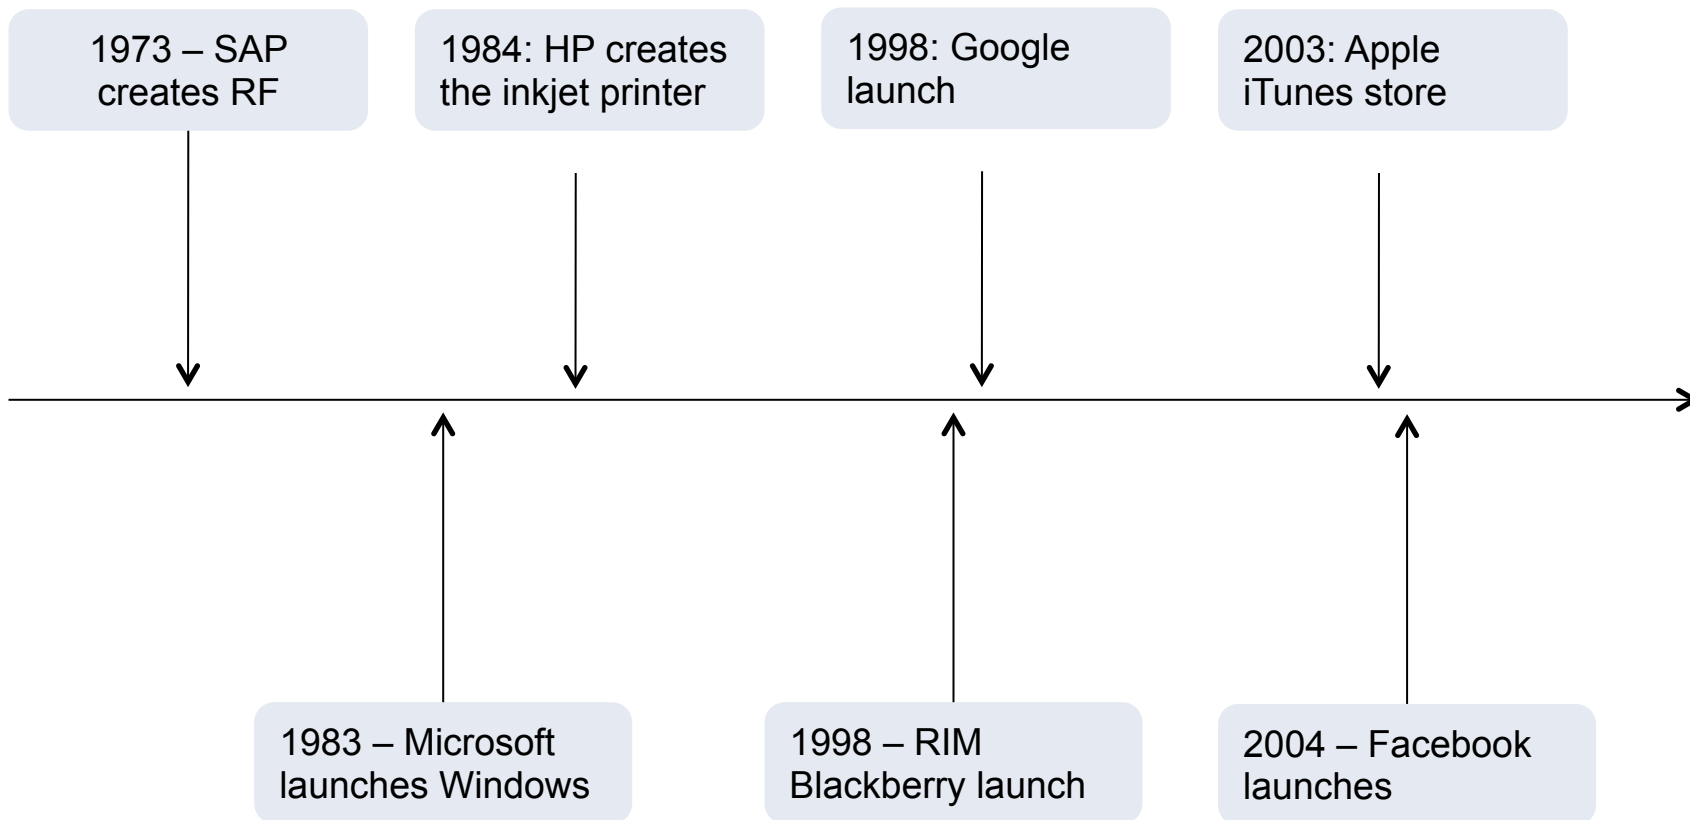 1973 – SAP
creates RF
1984: HP creates
the inkjet printer
1998: Google
launch
2003: Apple
iTunes store
1983 – Microsoft
launches Windows
1998 – RIM
Blackberry launch
2004 – Facebook
launches